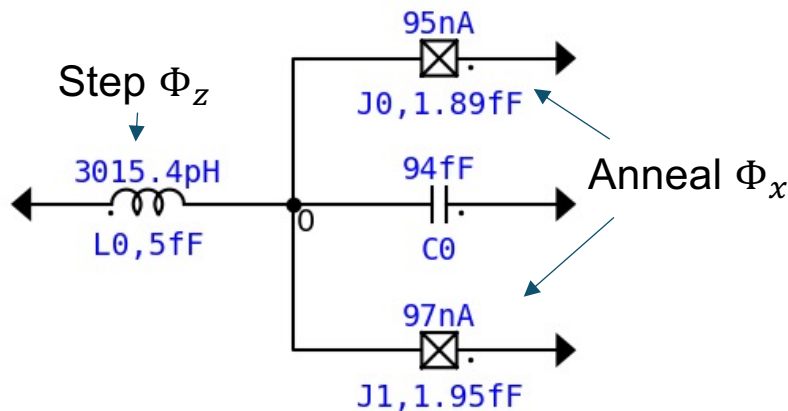 95nA
Step Φz
J0,1.89fF
3015.4pH
94fF
Anneal Φx
0
L0,5fF
C0
97nA
J1,1.95fF